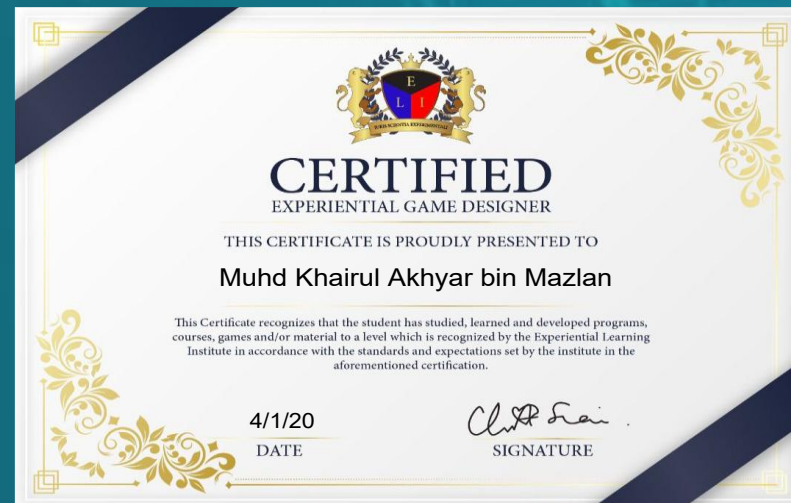 E
L I
CERTIFIED
EXPERIENTIAL GAME DESIGNER
THIS CERTIFICATE IS PROUDLY PRESENTED TO
Muhd Khairul Akhyar bin Mazlan
This Certificate recognizes that the student has studied, learned and developed programs,
courses, games and/or material to a level which is recognized by the Experiential Learning
Institute in accordance with the standards and expectations set by the institute in the
aforementioned certification.
4/1/20
DATE
SIGNATURE